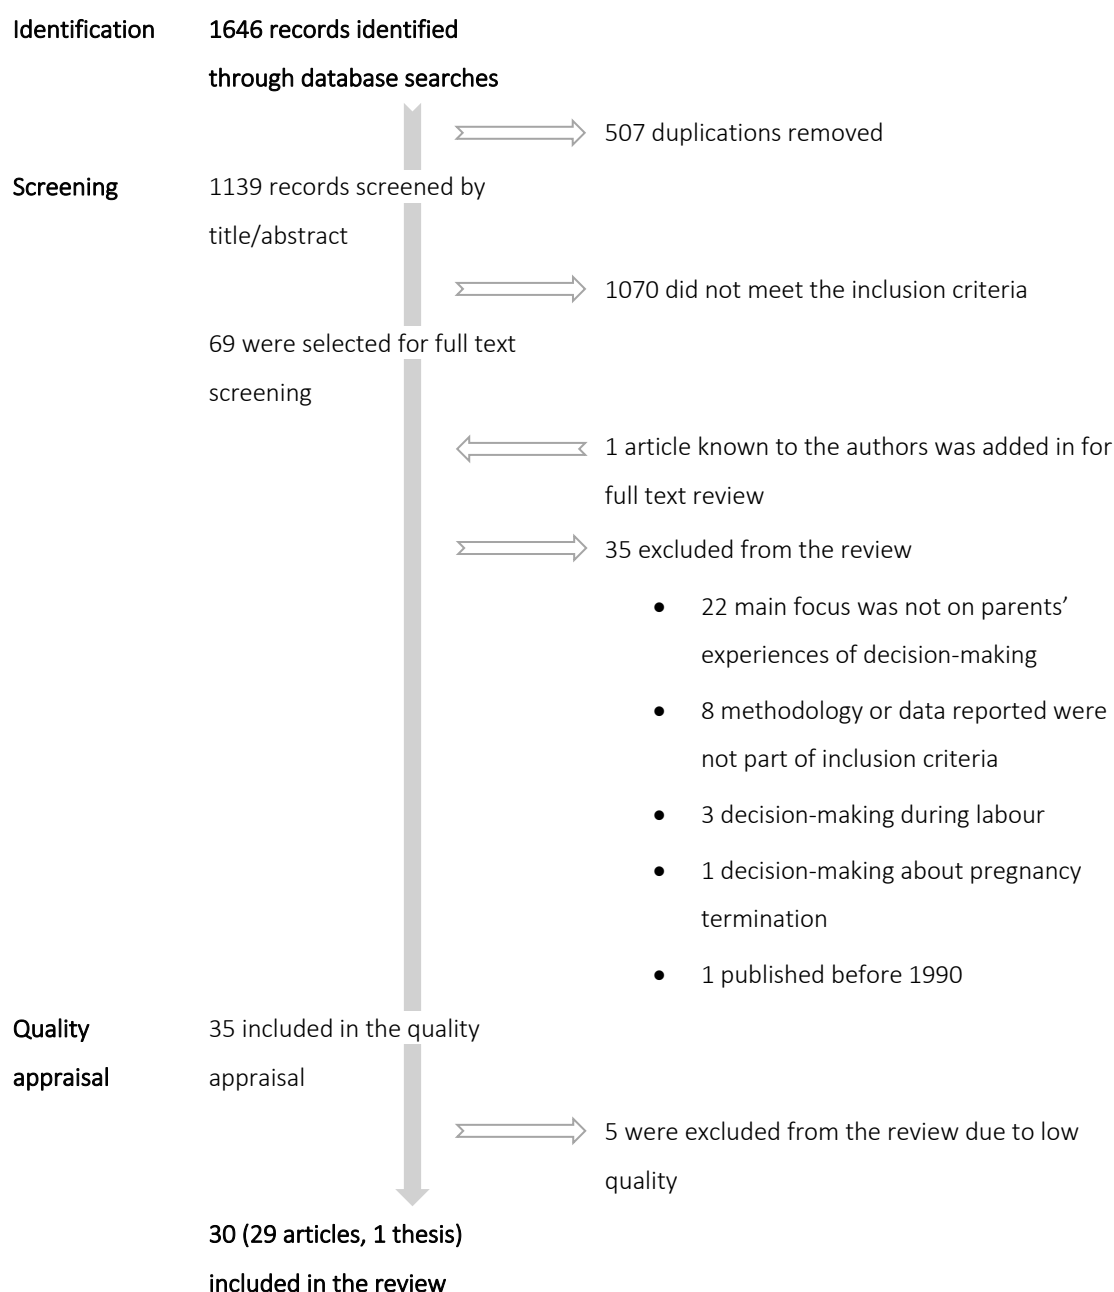 Identification
1646 records identified
through database searches
507 duplications removed
Screening
1139 records screened by
title/abstract
1070 did not meet the inclusion criteria
69 were selected for full text
screening
1 article known to the authors was added in for
full text review
35 excluded from the review
• 22 main focus was not on parents’
experiences of decision-making
• 8 methodology or data reported were
not part of inclusion criteria
• 3 decision-making during labour
• 1 decision-making about pregnancy
termination
• 1 published before 1990
Quality
appraisal
35 included in the quality
appraisal
5 were excluded from the review due to low
quality
30 (29 articles, 1 thesis)
included in the review